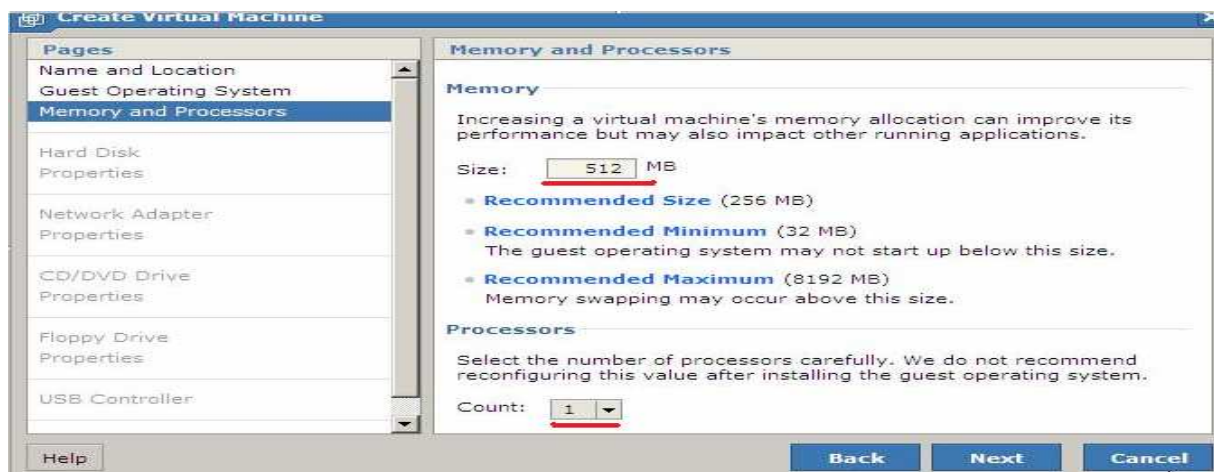 Create Virtual Machine
Pages
Name and Location
Guest Operating System
Memory and Processors
Hard Disk
Properties
Network Adapter
Properties
CD/DVD Drive
Properties
Floppy Drive
Properties
USB Controller
Memory and Processors
Memory
Increasing a virtual machine's memory allocation can improve its
performance but may also impact other running applications.
Size: 512 MB
Recommended Size (256 MB)
Recommended Minimum (32 MB)
The guest operating system may not start up below this size.
Recommended Maximum (8192 MB)
Memory swapping may occur above this size.
Processors
Select the number of processors carefully. We do not recommend
reconfiguring this value after installing the guest operating system.
Count: 1
Help
Back
Next
Cancel